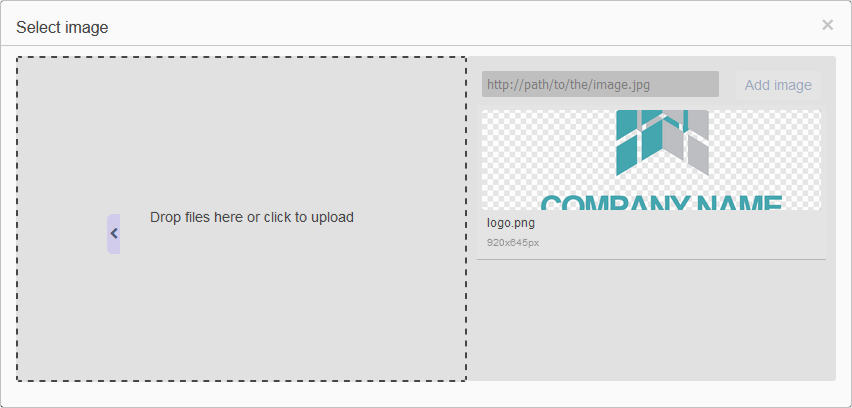 Select image
×
Drop files here or click to upload
http://path/to/the/image.jpg
Add image
COMPANY NAME
logo.png
920x645px